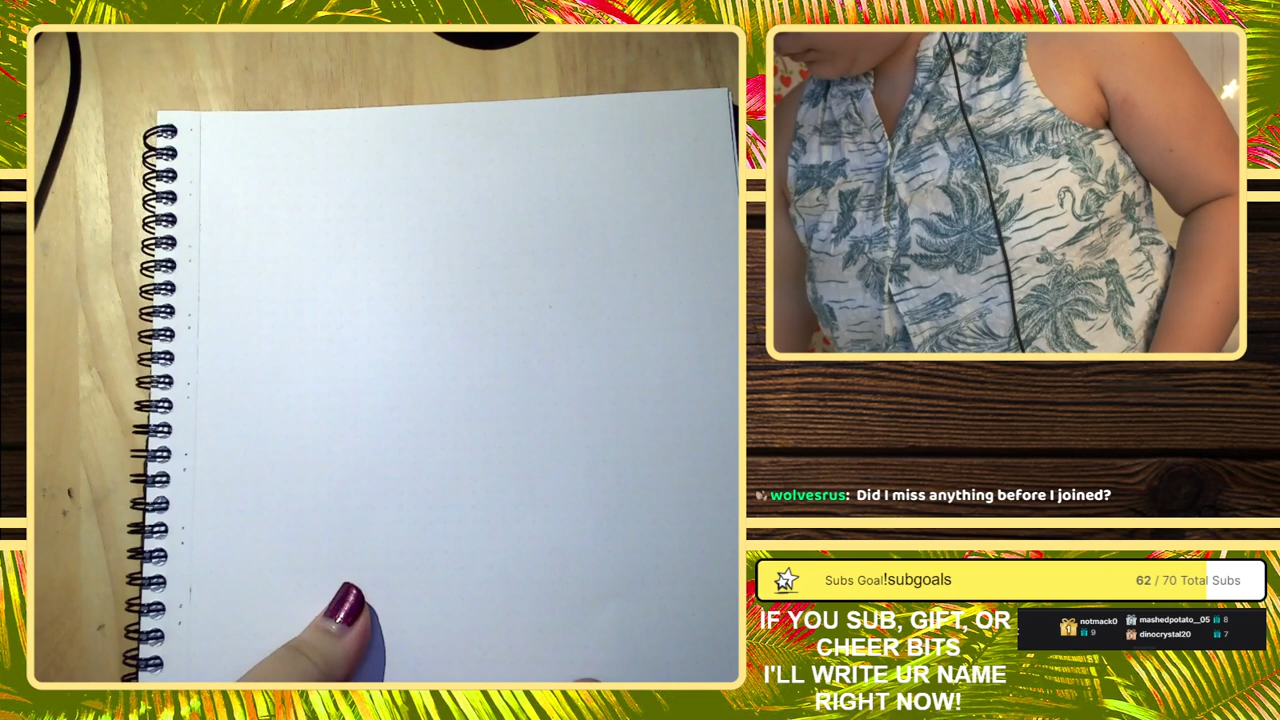 wolvesrus: Did I miss anything before I joined?
Subs Goal!subgoals
62 / 70 Total Subs
IF YOU SUB, GIFT, OR
CHEER BITS
I'LL WRITE UR NAME
RIGHT NOW!
1
notmack0
9
mashedpotato__05 8
dinocrystal20 7